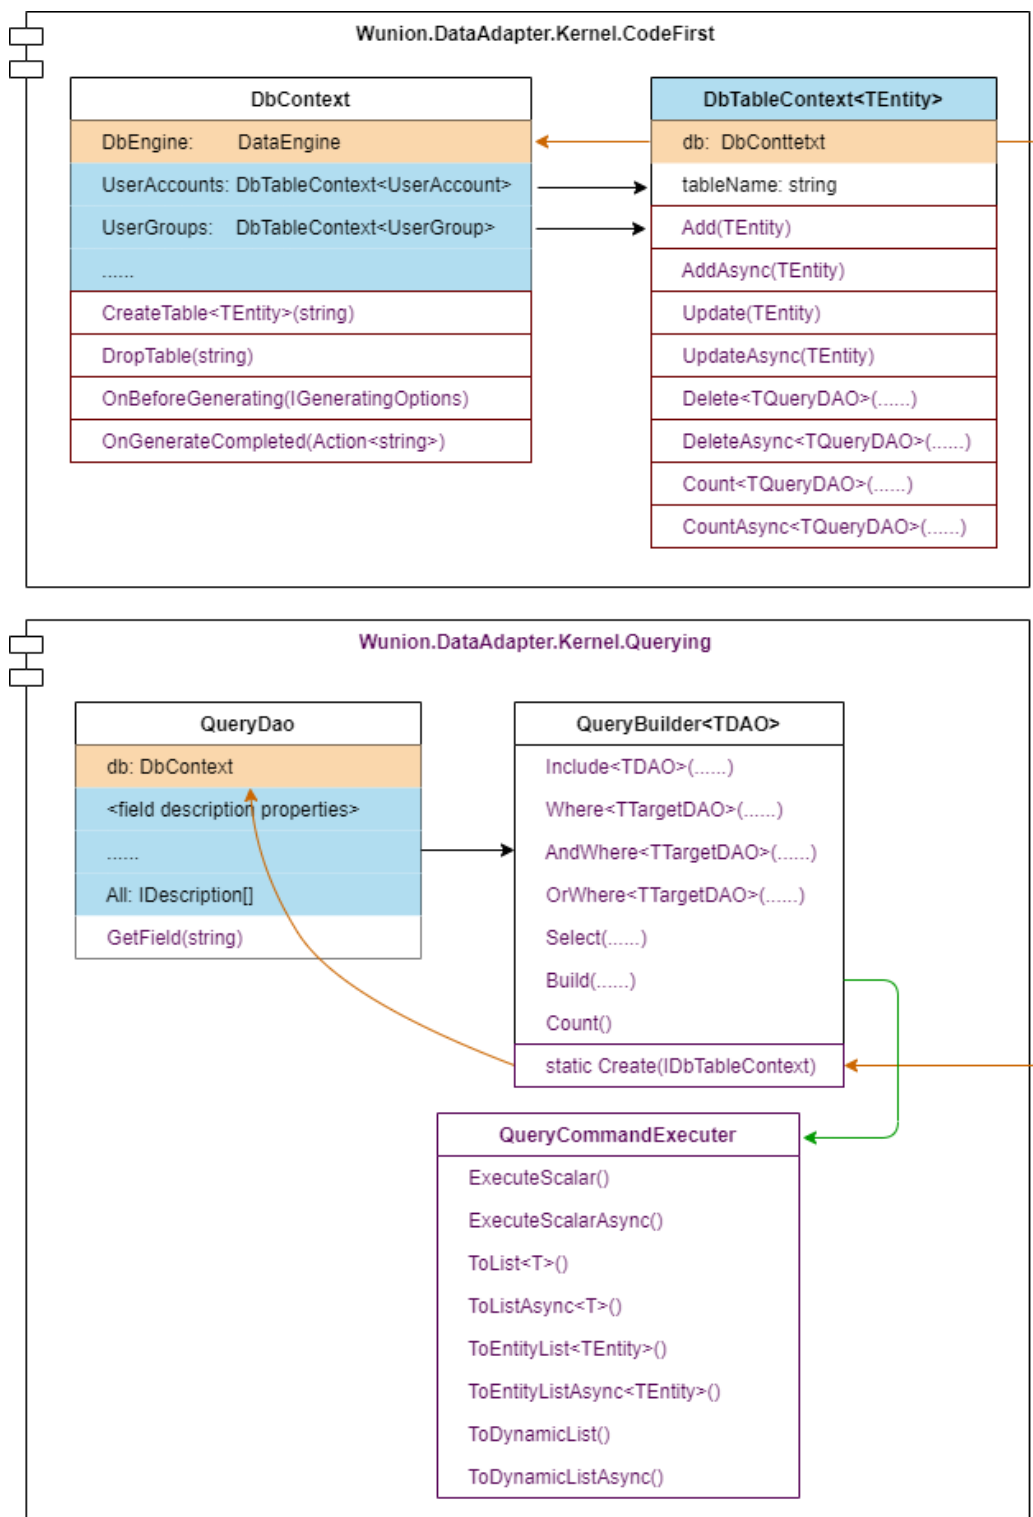 Wunion.DataAdapter.Kernel.CodeFirst
DbContext
DbEngine: DataEngine
UserAccounts: DbTableContext<UserAccount>
UserGroups: DbTableContext<UserGroup>
......
CreateTable<TEntity>(string)
DropTable(string)
OnBeforeGenerating(IGeneratingOptions)
OnGenerateCompleted(Action<string>)
DbTableContext<TEntity>
db: DbConttetxt
tableName: string
Add(TEntity)
AddAsync(TEntity)
Update(TEntity)
UpdateAsync(TEntity)
Delete<TQueryDAO>(......)
DeleteAsync<TQueryDAO>(......)
Count<TQueryDAO>(......)
CountAsync<TQueryDAO>(......)
Wunion.DataAdapter.Kernel.Querying
QueryDao
db: DbContext
<field description properties>
......
All: IDescription[]
GetField(string)
QueryBuilder<TDAO>
Include<TDAO>(......)
Where<TTargetDAO>(......)
AndWhere<TTargetDAO>(......)
OrWhere<TTargetDAO>(......)
Select(......)
Build(......)
Count()
static Create(IDbTableContext)
QueryCommandExecuter
ExecuteScalar()
ExecuteScalarAsync()
ToList<T>()
ToListAsync<T>()
ToEntityList<TEntity>()
ToEntityListAsync<TEntity>()
ToDynamicList()
ToDynamicListAsync()